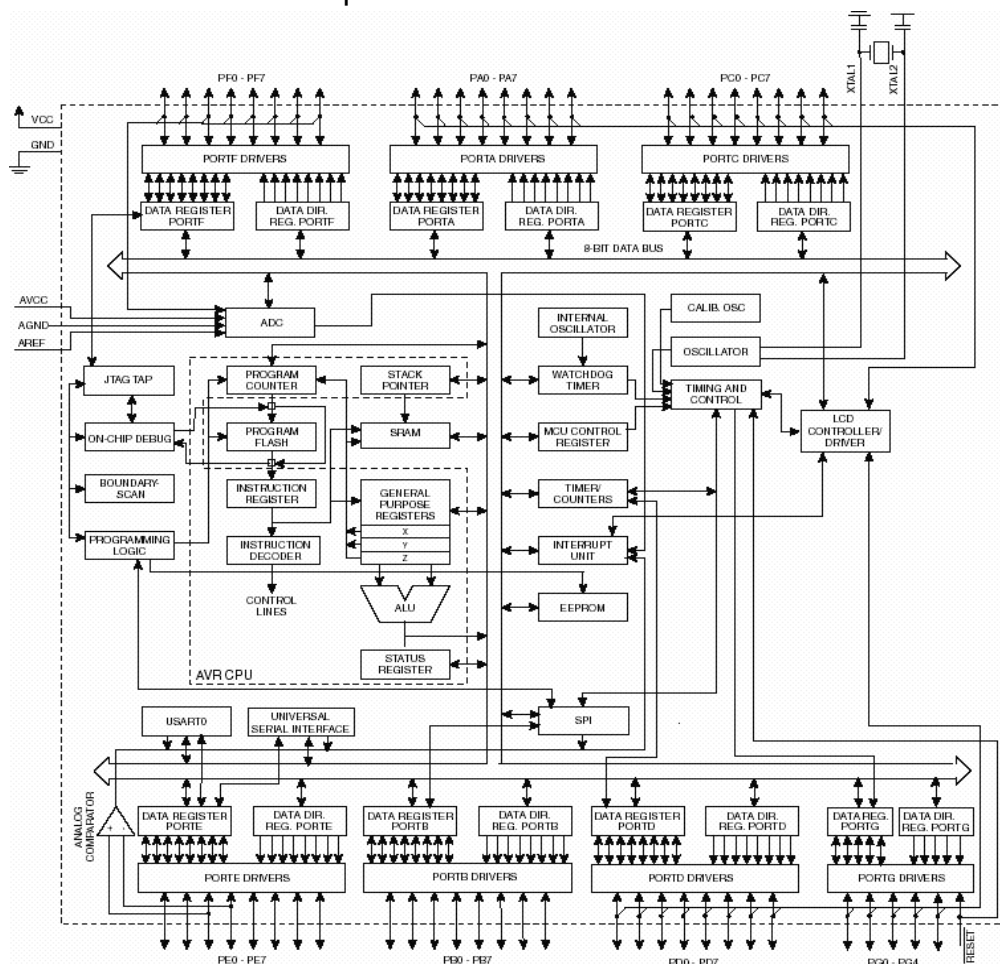 XTAL1
XTAL2
PF0 - PF7
PA0 - PA7
PC0 - PC7
VCC
GND
PORTF DRIVERS
PORTA DRIVERS
PORTC DRIVERS
DATA REGISTER
PORTF
DATA DIR.
REG. PORTF
DATA REGISTER
PORTA
DATA DIR.
REG. PORTA
DATA REGISTER
PORTC
DATA DIR.
REG. PORTC
8-BIT DATA BUS
AVCC
AGND
AREF
ADC
INTERNAL
OSCILLATOR
CALIB. OSC
OSCILLATOR
JTAG TAP
PROGRAM
COUNTER
STACK
POINTER
WATCHDOG
TIMER
TIMING AND
CONTROL
ON-CHIP DEBUG
PROGRAM
FLASH
SRAM
MCU CONTROL
REGISTER
LCD
CONTROLLER/
DRIVER
BOUNDARY-
SCAN
INSTRUCTION
REGISTER
GENERAL
PURPOSE
REGISTERS
TIMER/
COUNTERS
X
Y
Z
PROGRAMMING
LOGIC
INSTRUCTION
DECODER
INTERRUPT
UNIT
CONTROL
LINES
ALU
EEPROM
STATUS
REGISTER
AVR CPU
USART0
UNIVERSAL
SERIAL INTERFACE
SPI
ANALOG
COMPARATOR
+ -
DATA REGISTER
PORTE
DATA DIR.
REG. PORTE
DATA REGISTER
PORTB
DATA DIR.
REG. PORTB
DATA REGISTER
PORTD
DATA DIR.
REG. PORTD
DATA REG.
PORTG
DATA DIR.
REG. PORTG
PORTE DRIVERS
PORTB DRIVERS
PORTD DRIVERS
PORTG DRIVERS
RESET
PE0 - PE7
PB0 - PB7
PD0 - PD7
PG0 - PG4